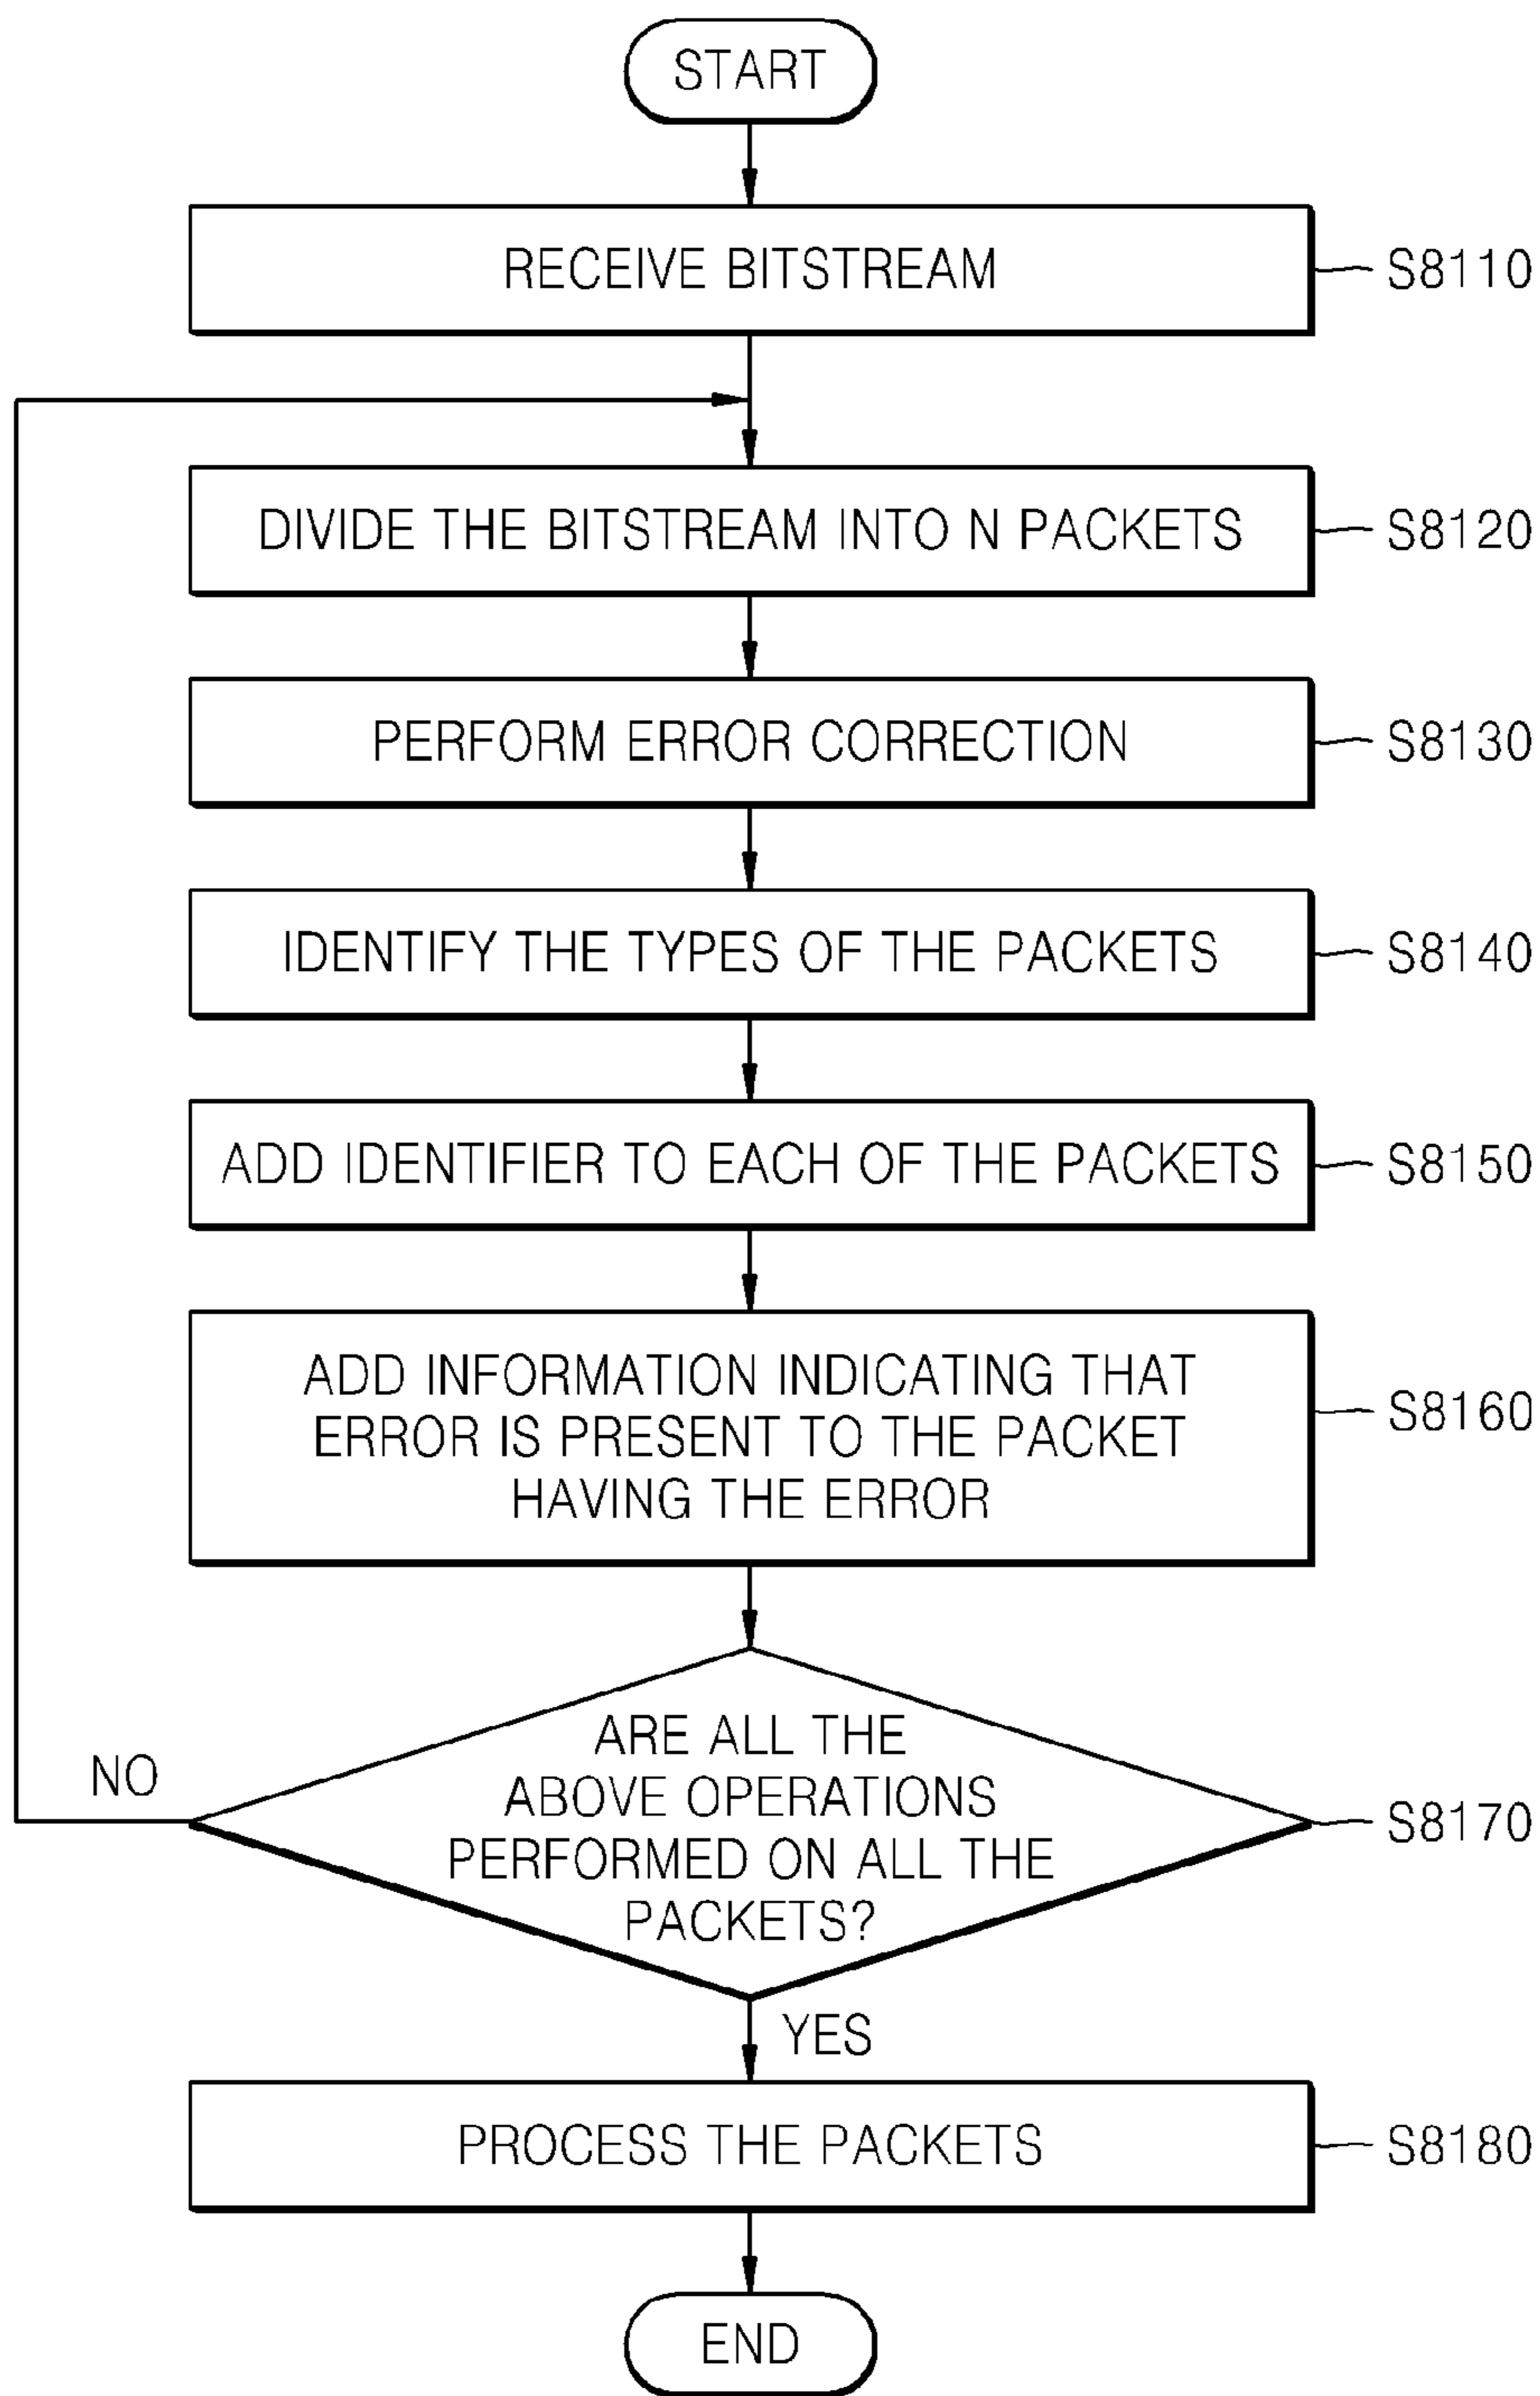 START
RECEIVE BITSTREAM
S8110
DIVIDE THE BITSTREAM INTO N PACKETS
S8120
PERFORM ERROR CORRECTION
S8130
IDENTIFY THE TYPES OF THE PACKETS
S8140
ADD IDENTIFIER TO EACH OF THE PACKETS
S8150
ADD INFORMATION INDICATING THAT
ERROR IS PRESENT TO THE PACKET
HAVING THE ERROR
S8160
ARE ALL THE
ABOVE OPERATIONS
PERFORMED ON ALL THE
PACKETS?
S8170
NO
YES
PROCESS THE PACKETS
S8180
END